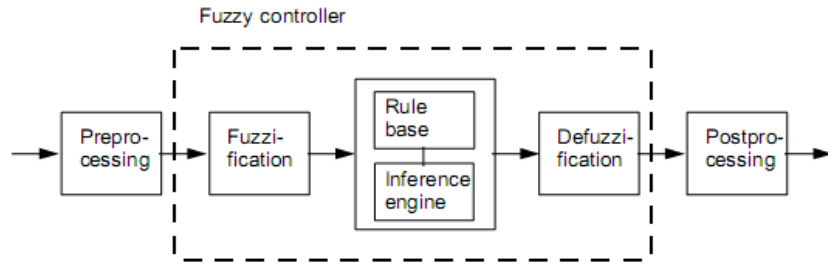 Fuzzy controller
Prepro-
cessing
Fuzzi-
fication
Rule
base
Inference
engine
Defuzzi-
fication
Postpro-
cessing